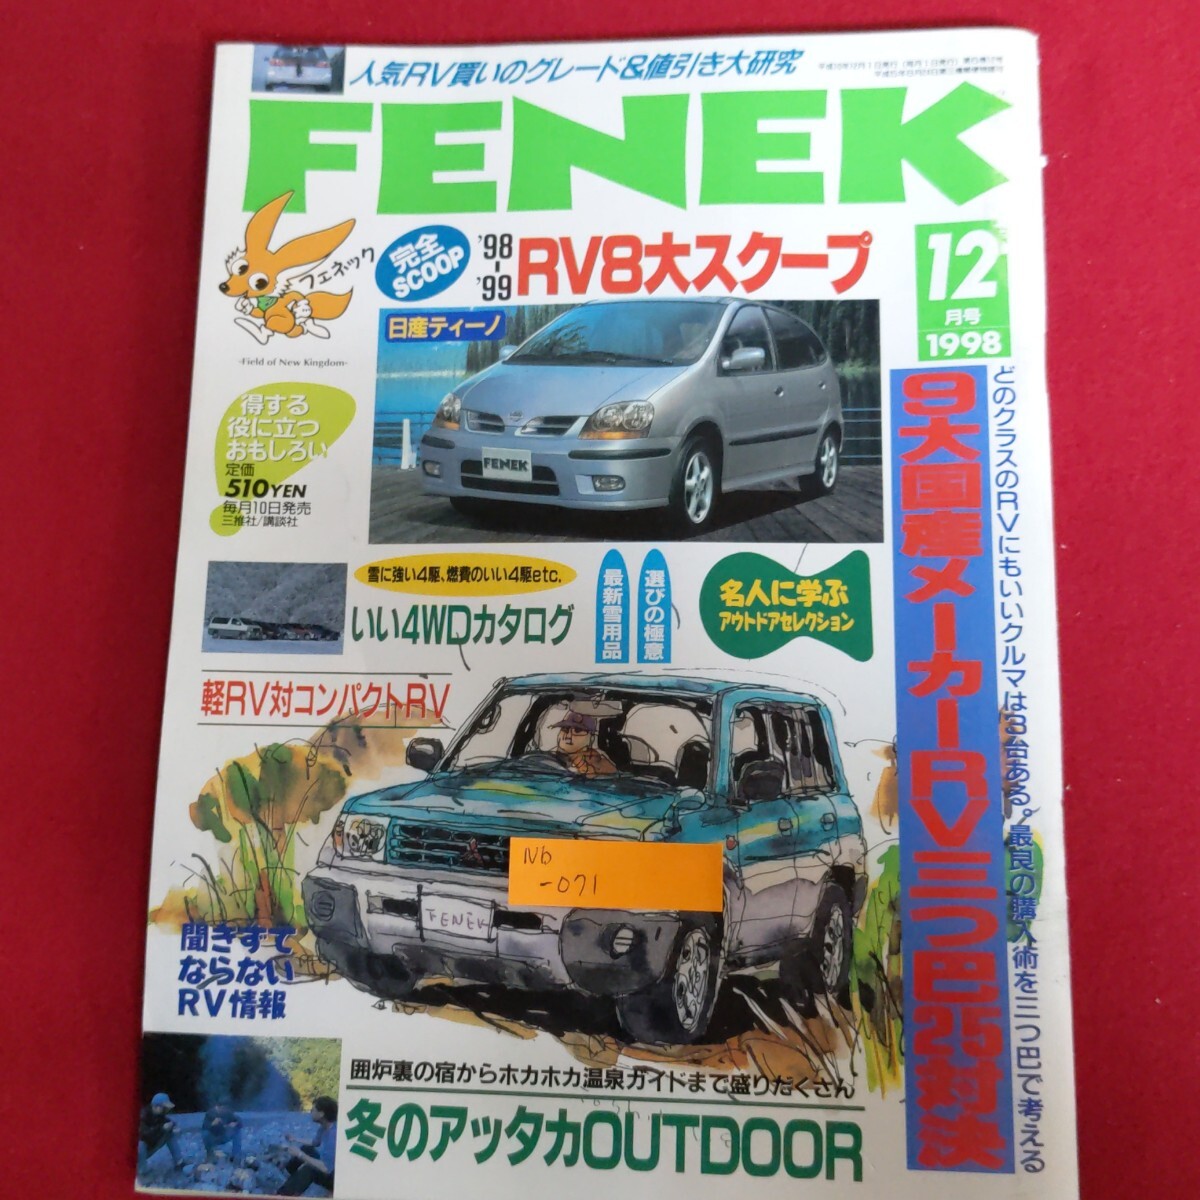 人気RV買いのグレード&値引き大研究
FENEK
フェネック
-Field of New Kingdom-
完全
SCOOP
'98
-
'99
RV8大スクープ
12
月号
1998
日産ティーノ
FENEK
得する
役に立つ
おもしろい
定価
510YEN
毎月10日発売
三推社/講談社
どのクラスのRVにもいいクルマは3台ある。最良の購入術を三つ巴で考える
9大国産メーカーRV三つ巴25対決
雪に強い4駆、燃費のいい4駆etc.
いい4WDカタログ
選びの極意
最新雪用品
名人に学ぶ
アウトドアセレクション
軽RV対コンパクトRV
FENEK
Nb
-071
聞きずて
ならない
RV情報
囲炉裏の宿からホカホカ温泉ガイドまで盛りだくさん
冬のアッタカOUTDOOR